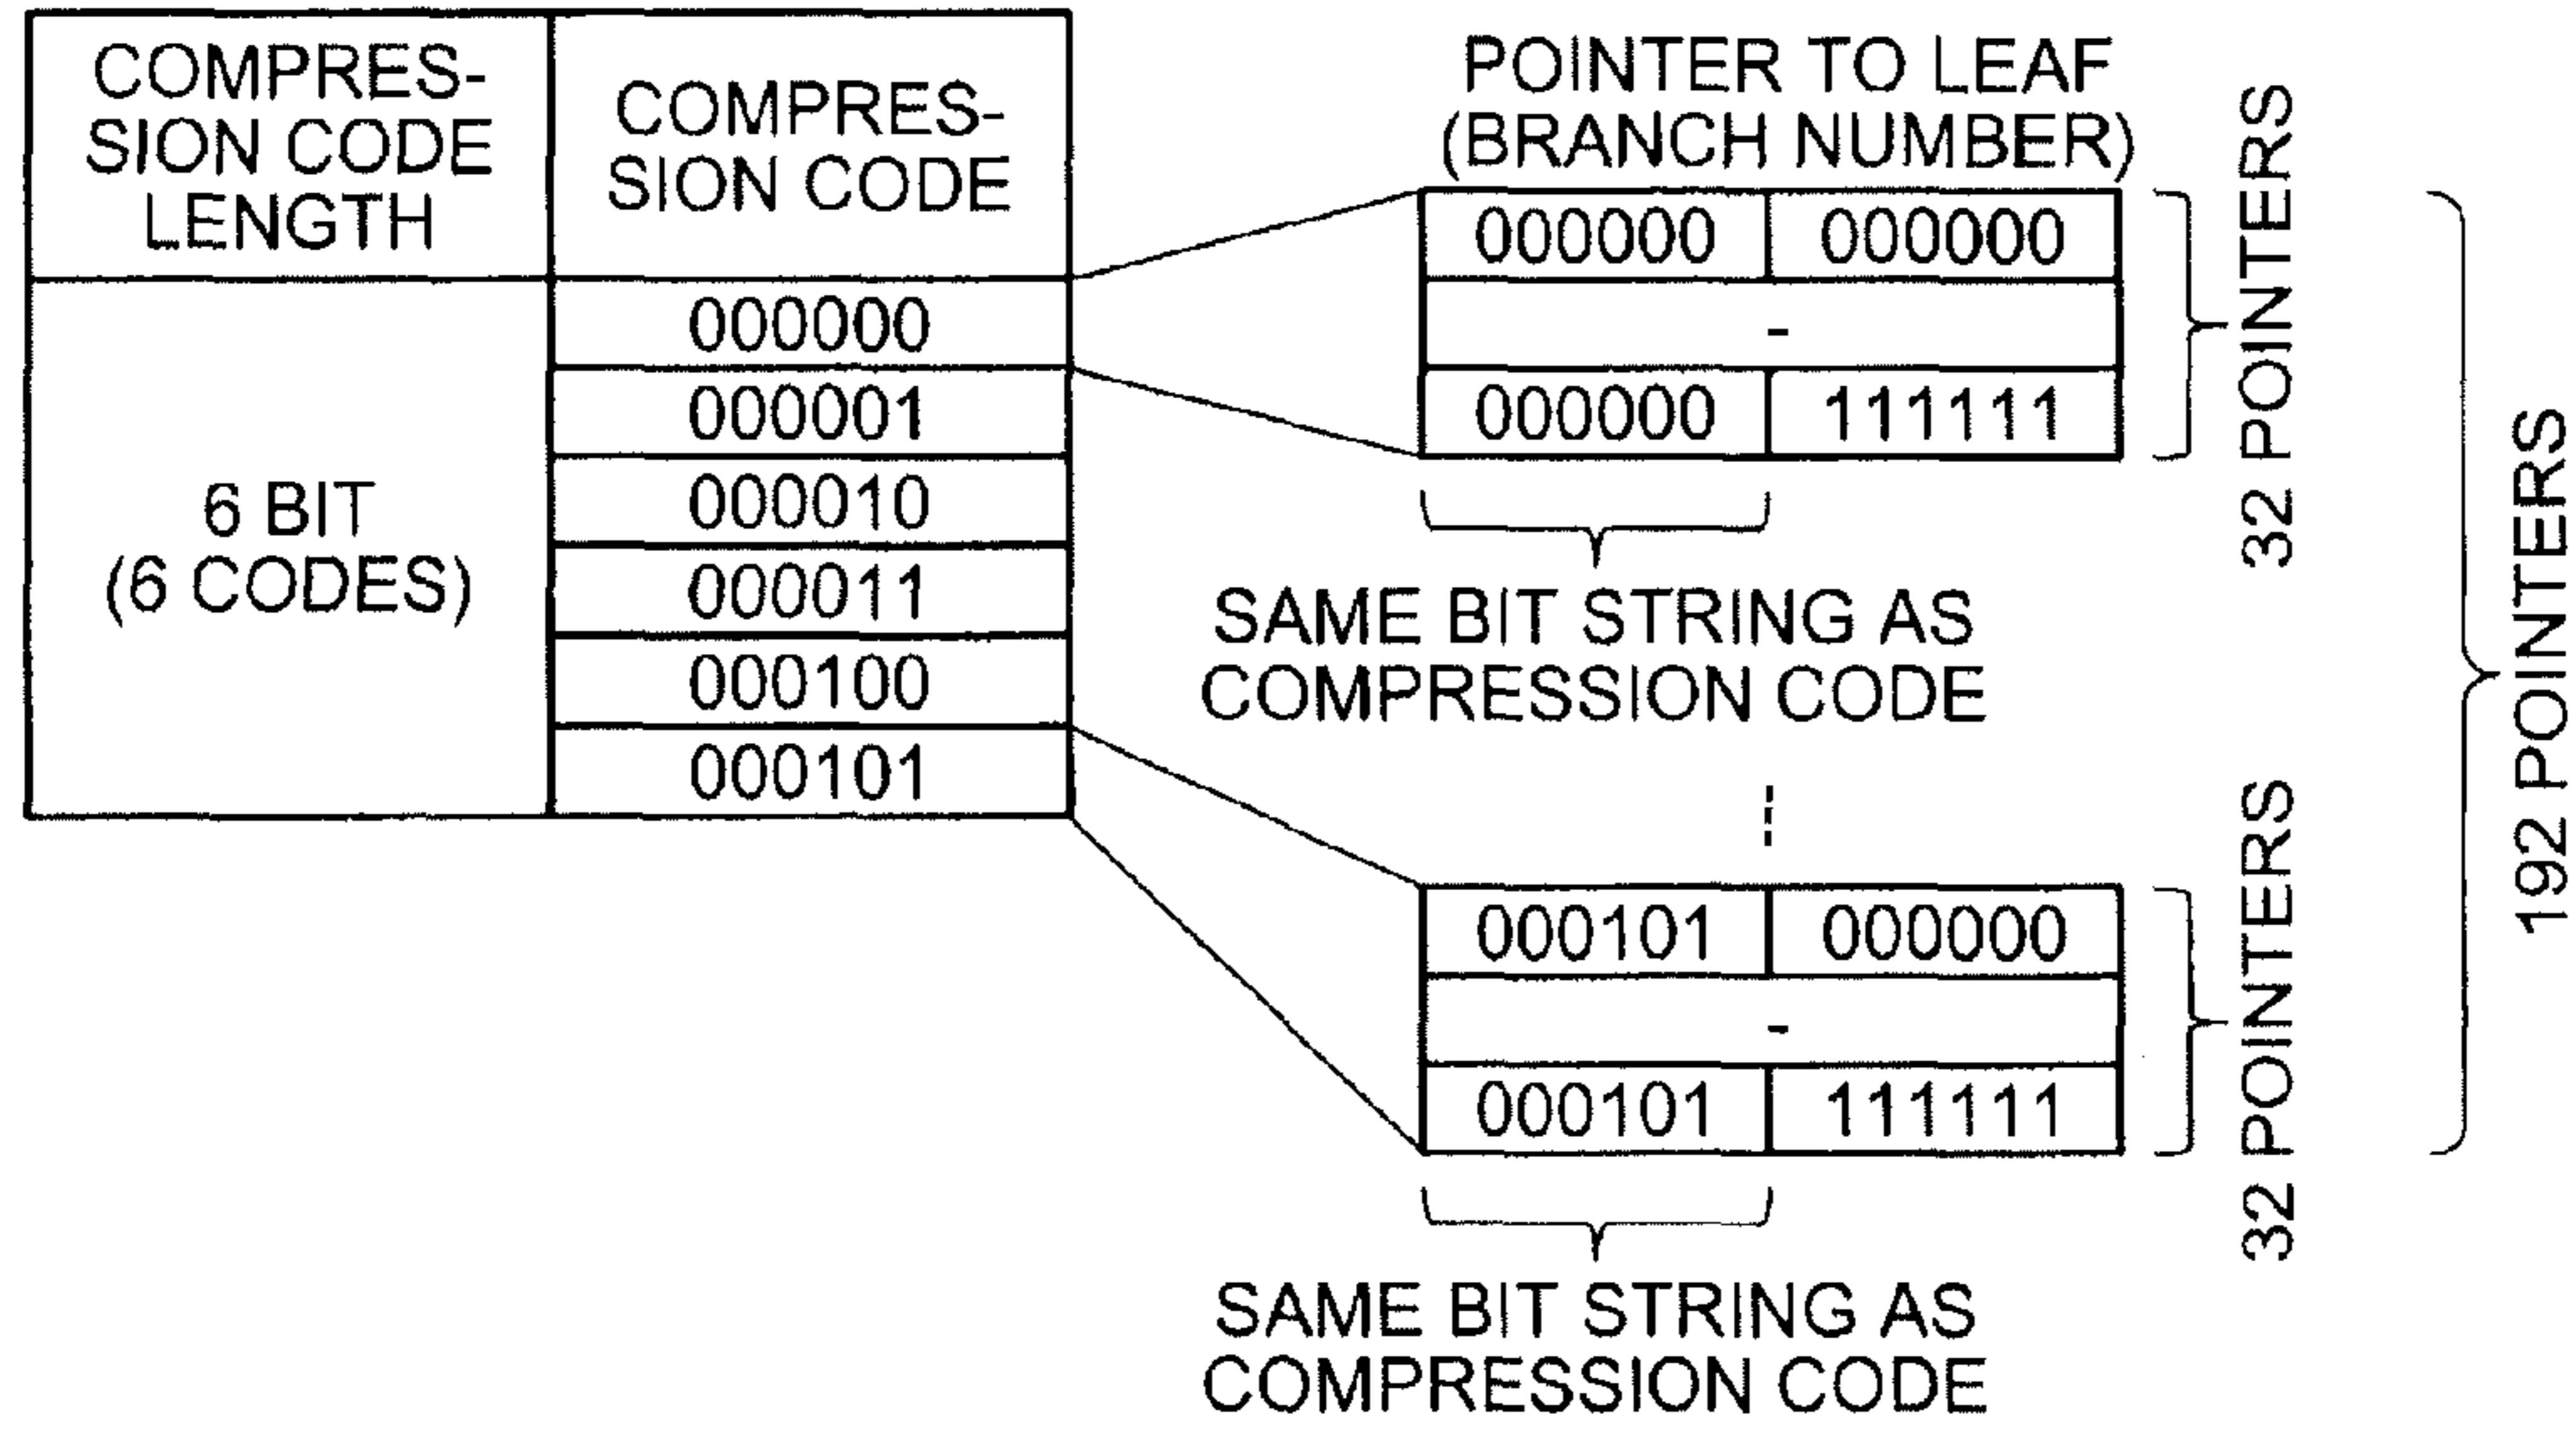 COMPRES-
SION CODE
LENGTH
COMPRES-
SION CODE
6 BIT
(6 CODES)
000000
000001
000010
000011
000100
000101
POINTER TO LEAF
(BRANCH NUMBER)
000000 000000
-
000000 111111
32 POINTERS
SAME BIT STRING AS
COMPRESSION CODE
000101 000000
-
000101 111111
32 POINTERS
SAME BIT STRING AS
COMPRESSION CODE
192 POINTERS